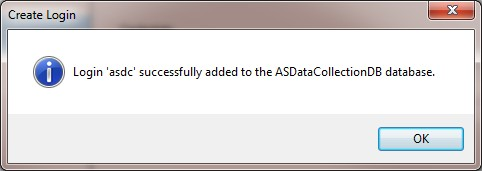 Create Login
Login 'asdc' successfully added to the ASDataCollectionDB database.
OK